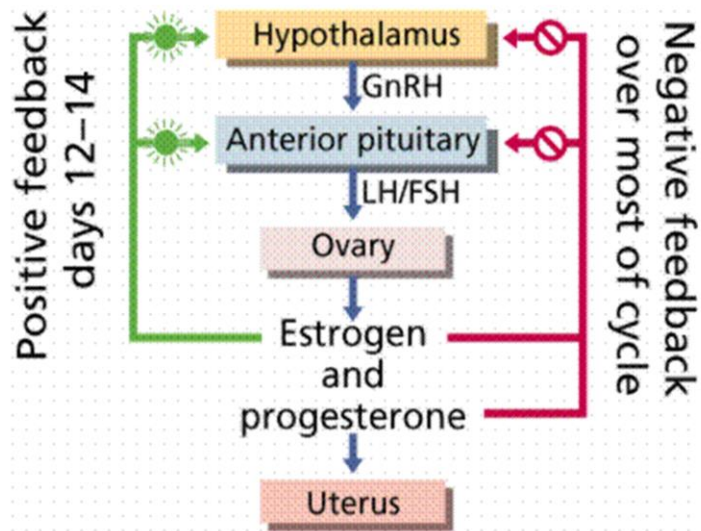 Positive feedback
days 12–14
Hypothalamus
GnRH
Anterior pituitary
LH/FSH
Ovary
Estrogen
and
progesterone
Uterus
Negative feedback
over most of cycle